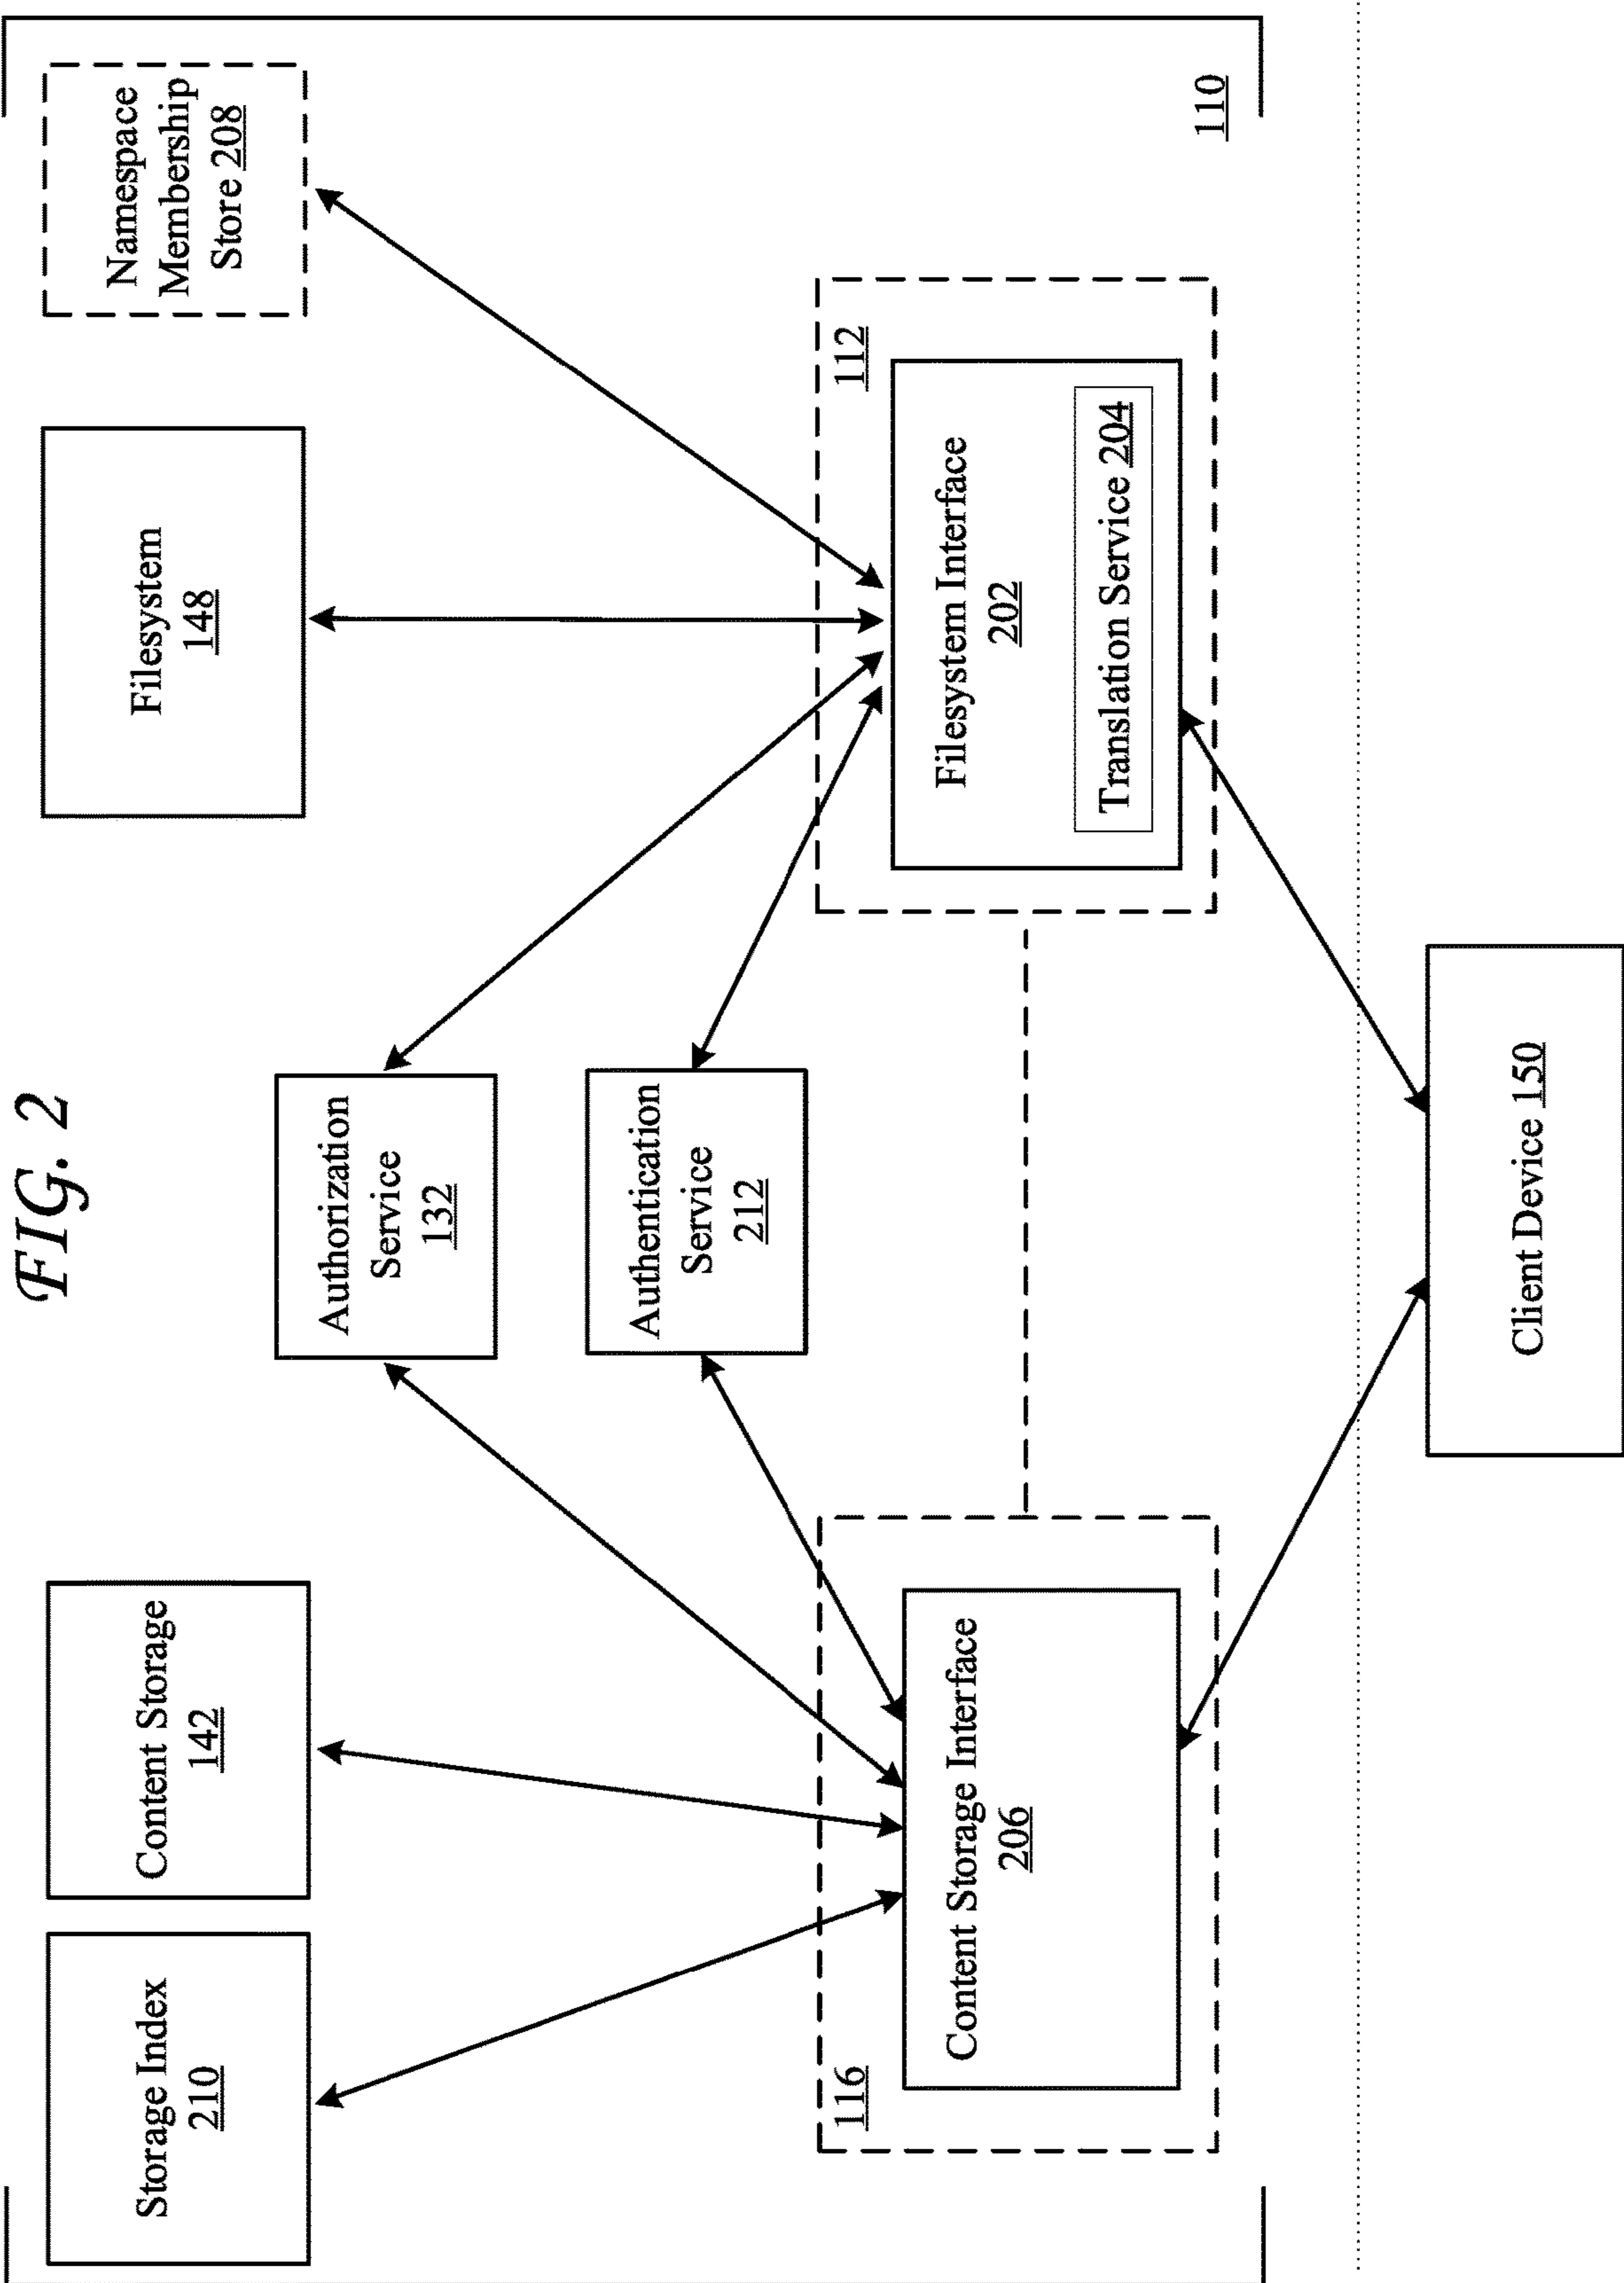 FIG. 2
Storage Index
210
Content Storage
142
Filesystem
148
Namespace
Membership
Store 208
Authorization
Service
132
Authentication
Service
212
116
Content Storage Interface
206
112
Filesystem Interface
202
Translation Service 204
110
Client Device 150